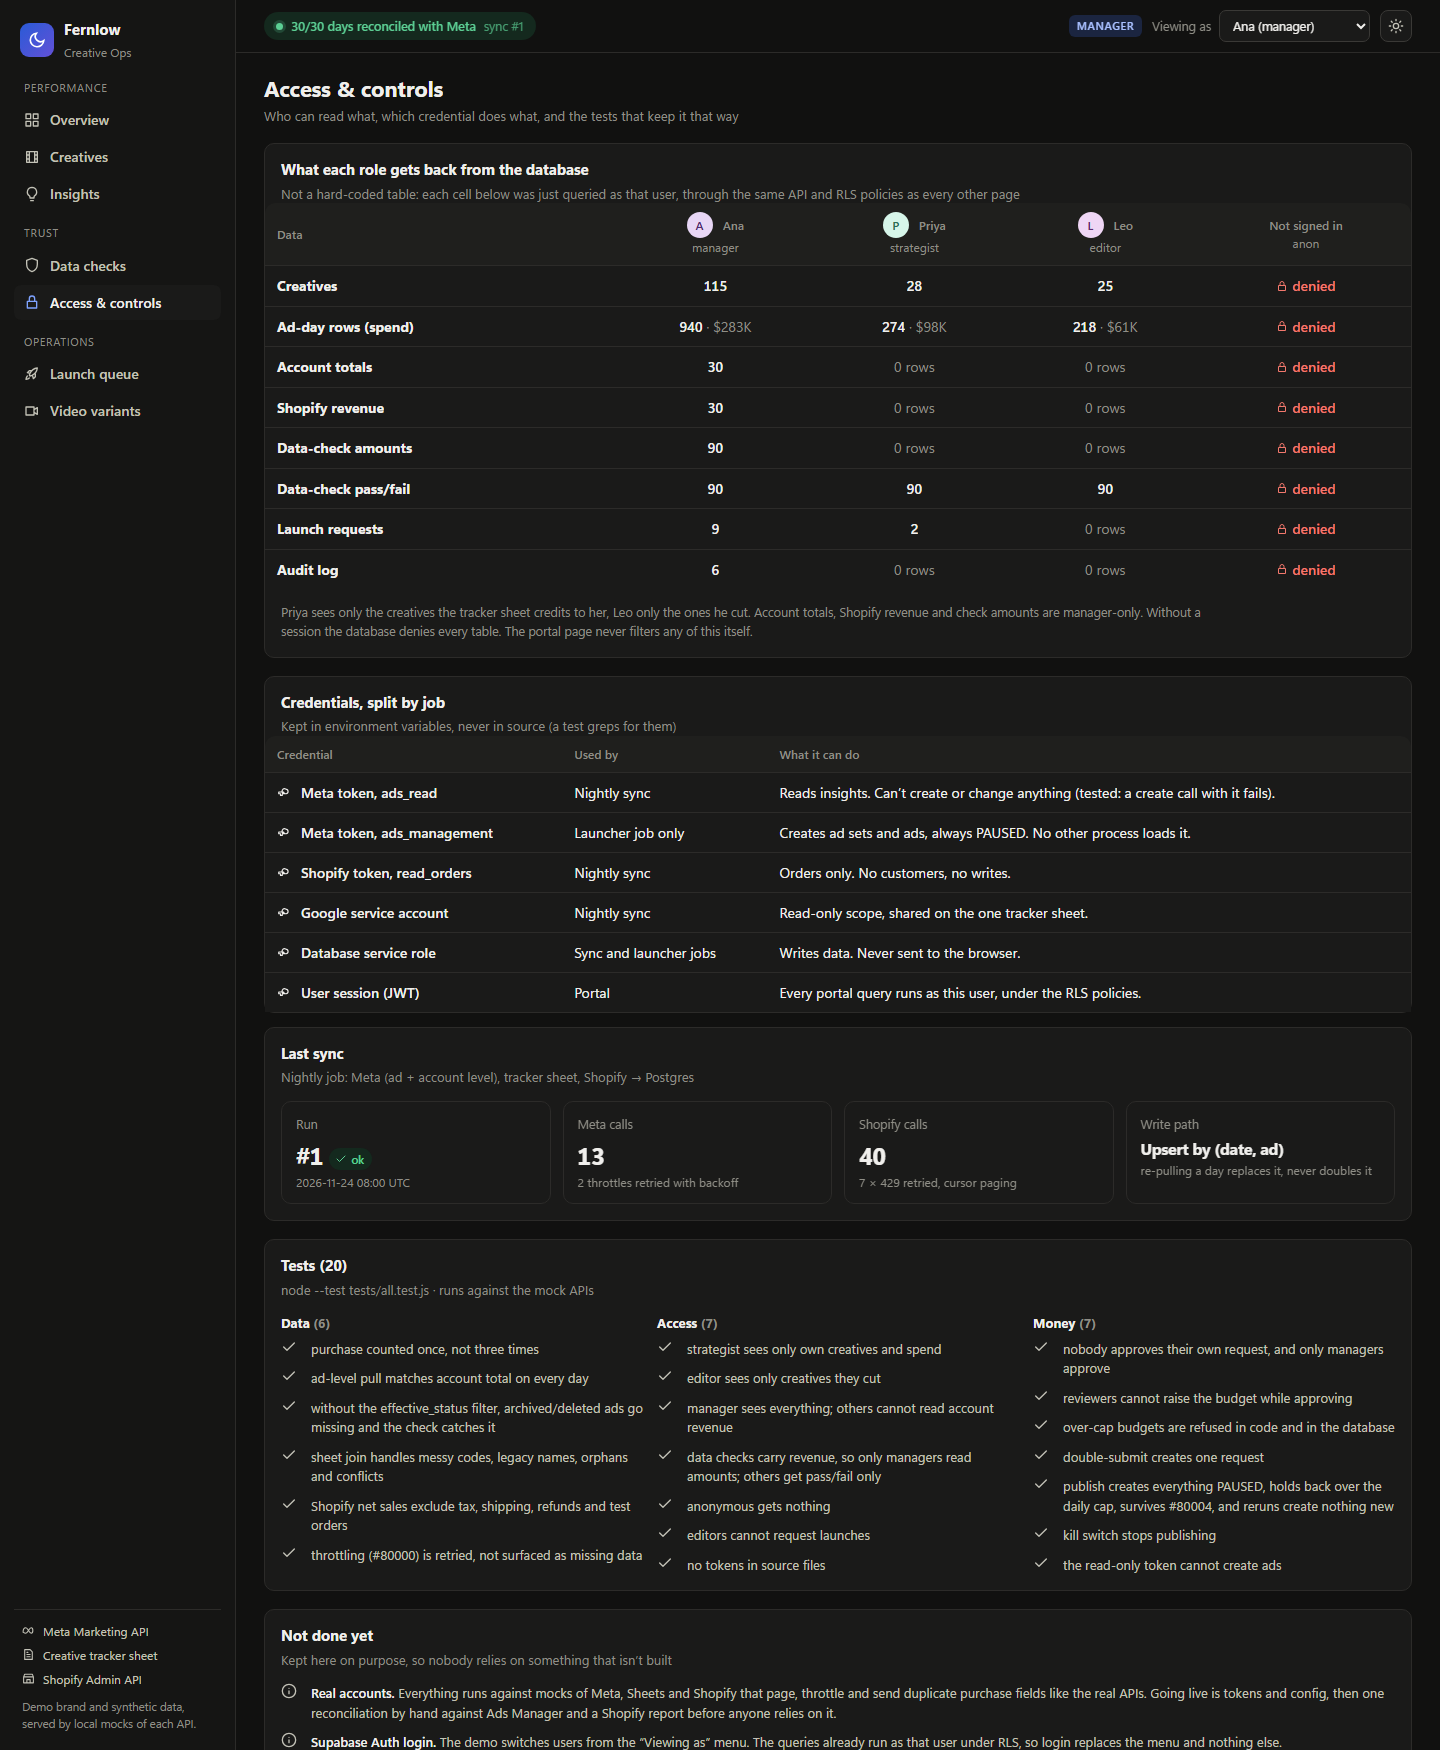 Fernlow
Creative Ops
PERFORMANCE
Overview
Creatives
Insights
TRUST
Data checks
Access & controls
OPERATIONS
Launch queue
Video variants
Meta Marketing API
Creative tracker sheet
Shopify Admin API
Demo brand and synthetic data,
served by local mocks of each API.
30/30 days reconciled with Meta sync #1
MANAGER Viewing as Ana (manager)
Access & controls
Who can read what, which credential does what, and the tests that keep it that way
What each role gets back from the database
Not a hard-coded table: each cell below was just queried as that user, through the same API and RLS policies as every other page
Data A Ana manager P Priya strategist L Leo editor Not signed in anon
Creatives 115 28 25 denied
Ad-day rows (spend) 940 · $283K 274 · $98K 218 · $61K denied
Account totals 30 0 rows 0 rows denied
Shopify revenue 30 0 rows 0 rows denied
Data-check amounts 90 0 rows 0 rows denied
Data-check pass/fail 90 90 90 denied
Launch requests 9 2 0 rows denied
Audit log 6 0 rows 0 rows denied
Priya sees only the creatives the tracker sheet credits to her, Leo only the ones he cut. Account totals, Shopify revenue and check amounts are manager-only. Without a
session the database denies every table. The portal page never filters any of this itself.
Credentials, split by job
Kept in environment variables, never in source (a test greps for them)
Credential Used by What it can do
Meta token, ads_read Nightly sync Reads insights. Can’t create or change anything (tested: a create call with it fails).
Meta token, ads_management Launcher job only Creates ad sets and ads, always PAUSED. No other process loads it.
Shopify token, read_orders Nightly sync Orders only. No customers, no writes.
Google service account Nightly sync Read-only scope, shared on the one tracker sheet.
Database service role Sync and launcher jobs Writes data. Never sent to the browser.
User session (JWT) Portal Every portal query runs as this user, under the RLS policies.
Last sync
Nightly job: Meta (ad + account level), tracker sheet, Shopify → Postgres
Run
#1 ok
2026-11-24 08:00 UTC
Meta calls
13
2 throttles retried with backoff
Shopify calls
40
7 × 429 retried, cursor paging
Write path
Upsert by (date, ad)
re-pulling a day replaces it, never doubles it
Tests (20)
node --test tests/all.test.js · runs against the mock APIs
Data (6)
purchase counted once, not three times
ad-level pull matches account total on every day
without the effective_status filter, archived/deleted ads go
missing and the check catches it
sheet join handles messy codes, legacy names, orphans
and conflicts
Shopify net sales exclude tax, shipping, refunds and test
orders
throttling (#80000) is retried, not surfaced as missing data
Access (7)
strategist sees only own creatives and spend
editor sees only creatives they cut
manager sees everything; others cannot read account
revenue
data checks carry revenue, so only managers read
amounts; others get pass/fail only
anonymous gets nothing
editors cannot request launches
no tokens in source files
Money (7)
nobody approves their own request, and only managers
approve
reviewers cannot raise the budget while approving
over-cap budgets are refused in code and in the database
double-submit creates one request
publish creates everything PAUSED, holds back over the
daily cap, survives #80004, and reruns create nothing new
kill switch stops publishing
the read-only token cannot create ads
Not done yet
Kept here on purpose, so nobody relies on something that isn’t built
Real accounts. Everything runs against mocks of Meta, Sheets and Shopify that page, throttle and send duplicate purchase fields like the real APIs. Going live is tokens and config, then one
reconciliation by hand against Ads Manager and a Shopify report before anyone relies on it.
Supabase Auth login. The demo switches users from the “Viewing as” menu. The queries already run as that user under RLS, so login replaces the menu and nothing else.